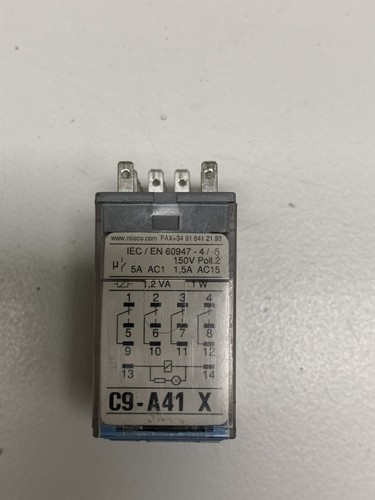 www.releco.com FAX+34 91 641 21 93
IEC / EN 60947 - 4 / -5
150V Poll.2
µ 5A AC1 1,5A AC15
1,2 VA 1 W
1 2 3 4
5 6 7 8
9 10 11 12
13 14
C9-A41 X